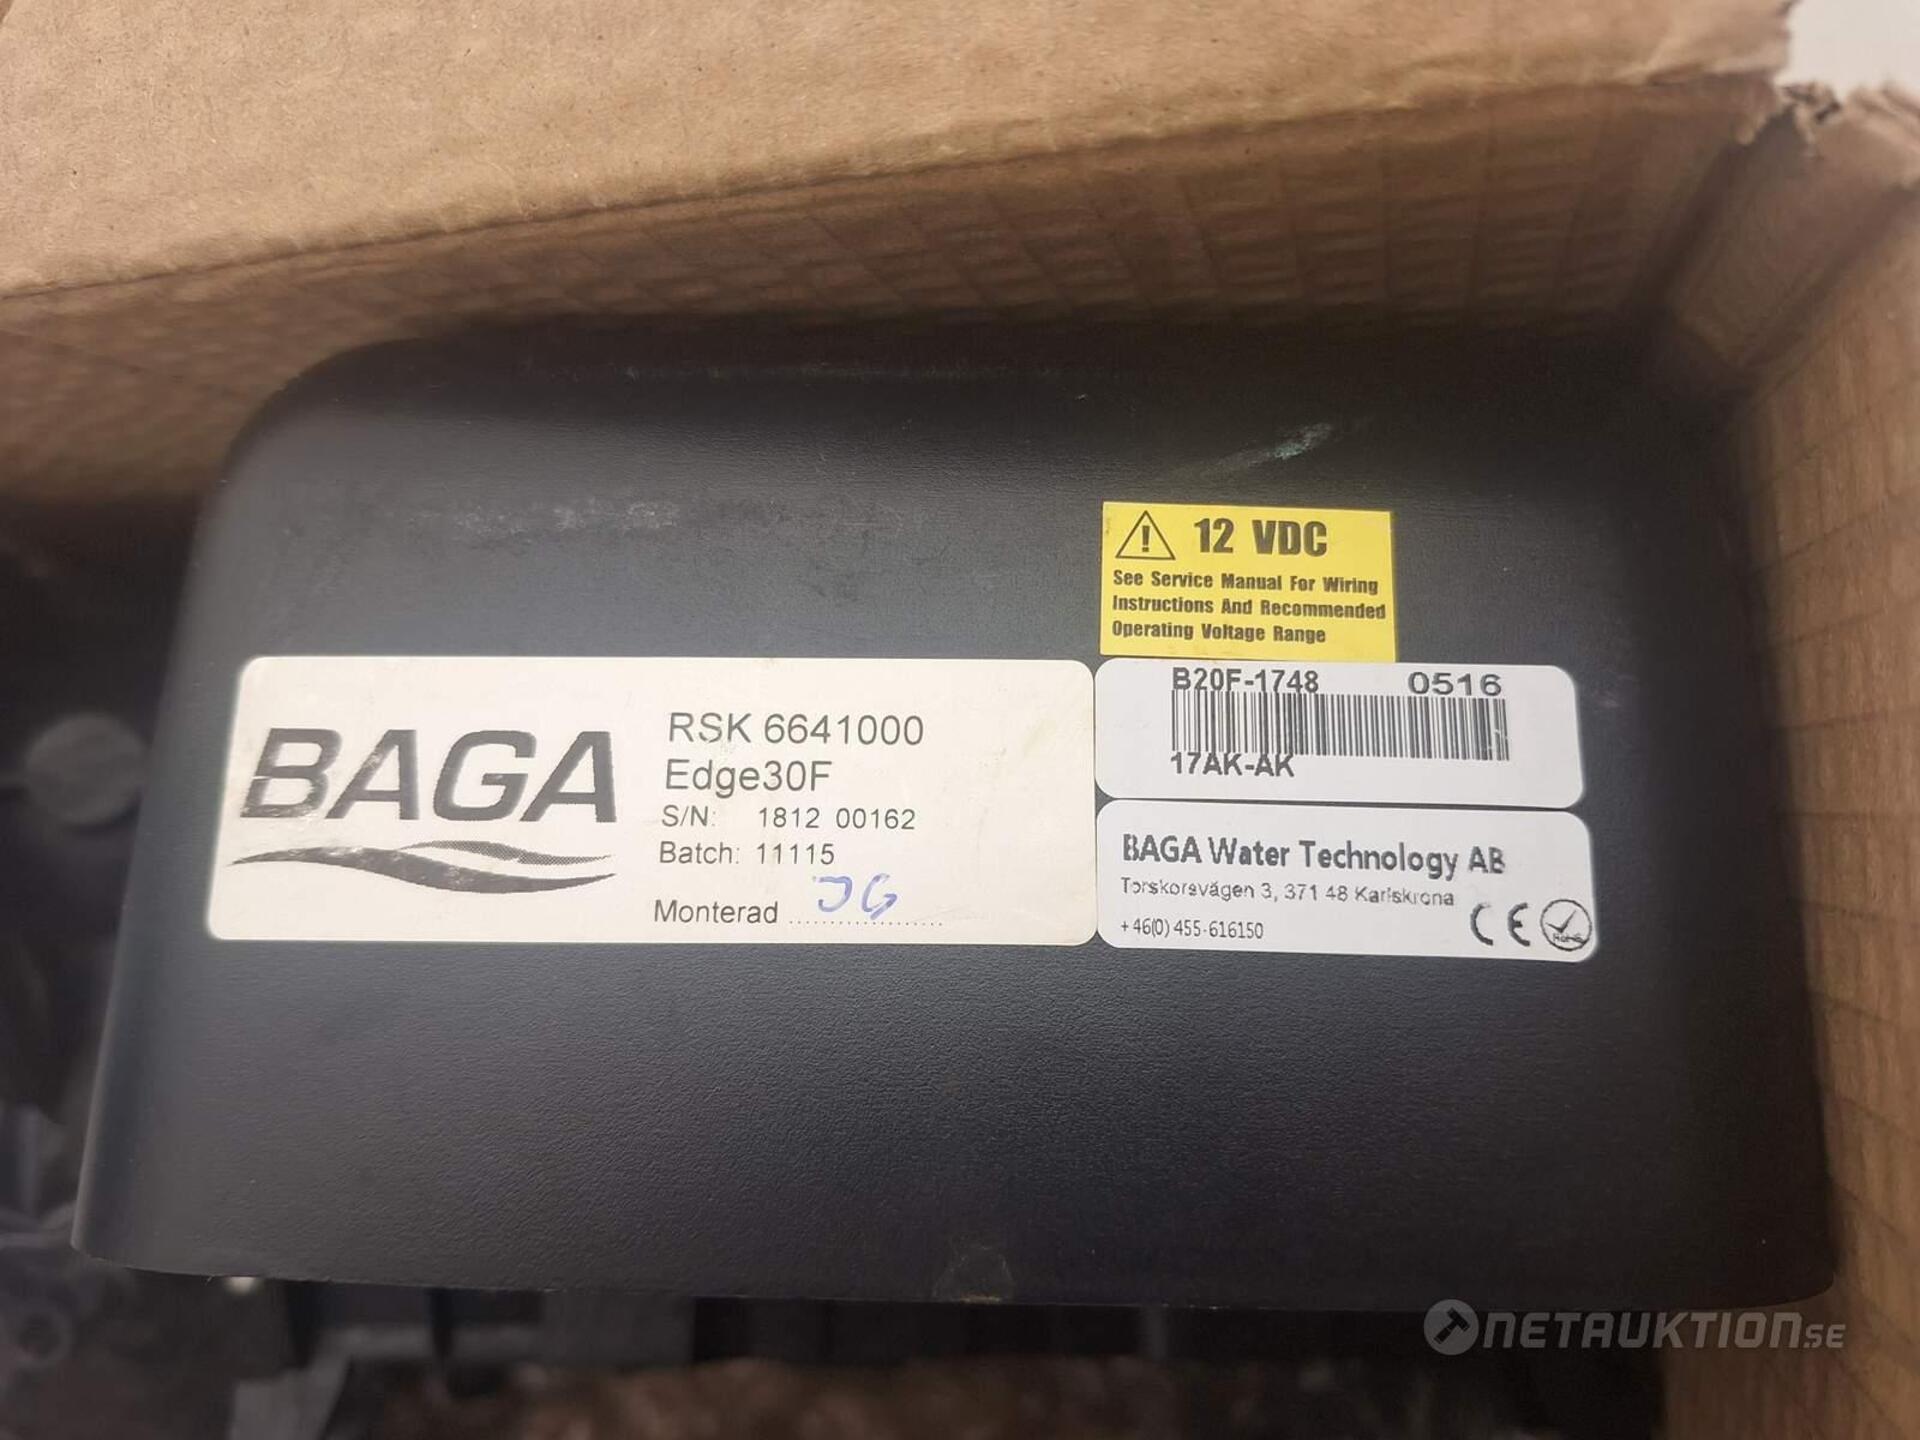 12 VDC
See Service Manual For Wiring
Instructions And Recommended
Operating Voltage Range
BAGA
RSK 6641000
Edge30F
S/N: 1812 00162
Batch: 11115
Monterad .................. JG
B20F-1748 0516
17AK-AK
BAGA Water Technology AB
Torskorsvägen 3, 371 48 Karlskrona
+46(0) 455-616150
CE RoHS
NETAUKTION.SE